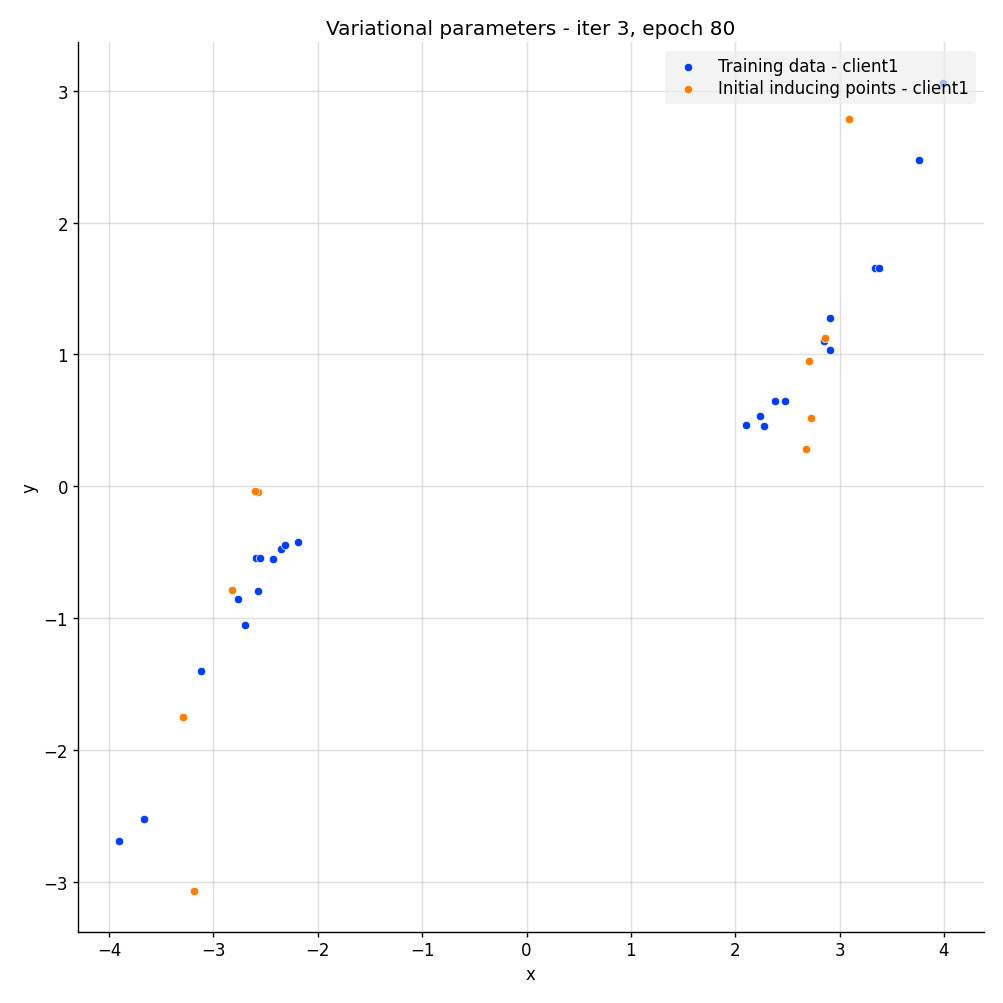 Variational parameters - iter 3, epoch 80
Training data - client1
Initial inducing points - client1
3
2
1
0
−1
−2
−3
y
−4 −3 −2 −1 0 1 2 3 4
x